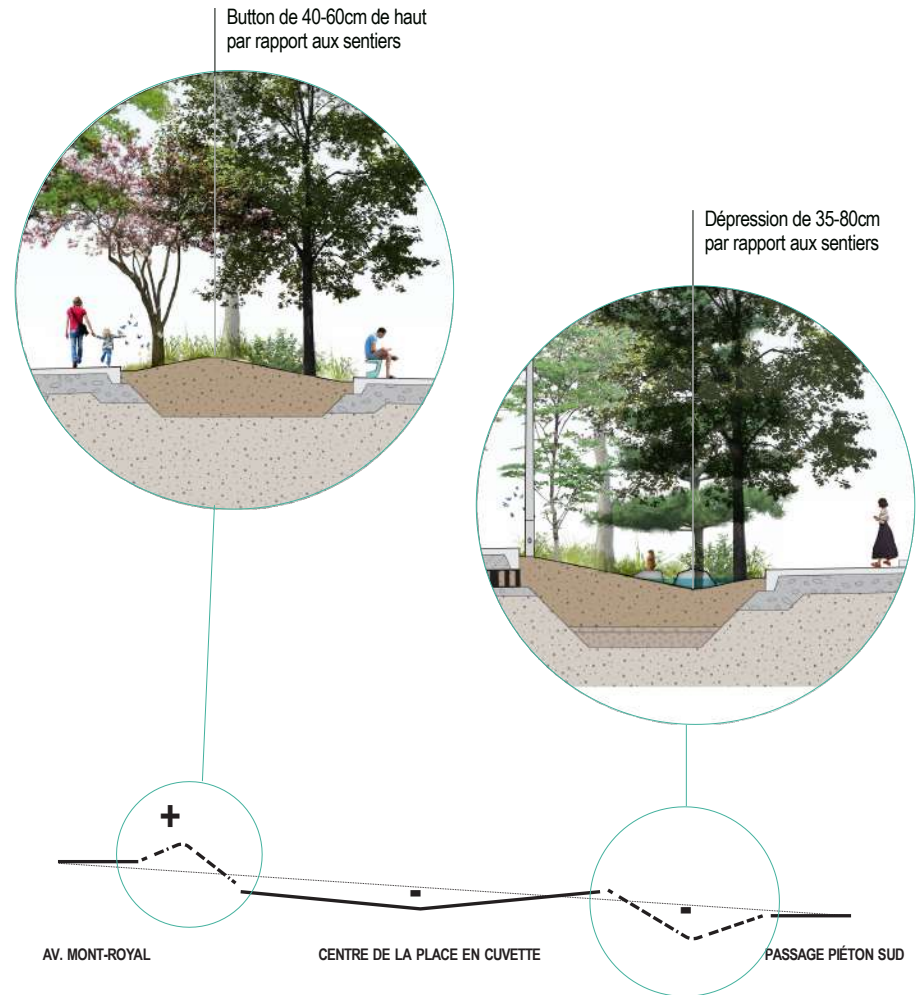 Button de 40-60cm de haut
par rapport aux sentiers
Dépression de 35-80cm
par rapport aux sentiers
+
-
-
AV. MONT-ROYAL
CENTRE DE LA PLACE EN CUVETTE
PASSAGE PIÉTON SUD